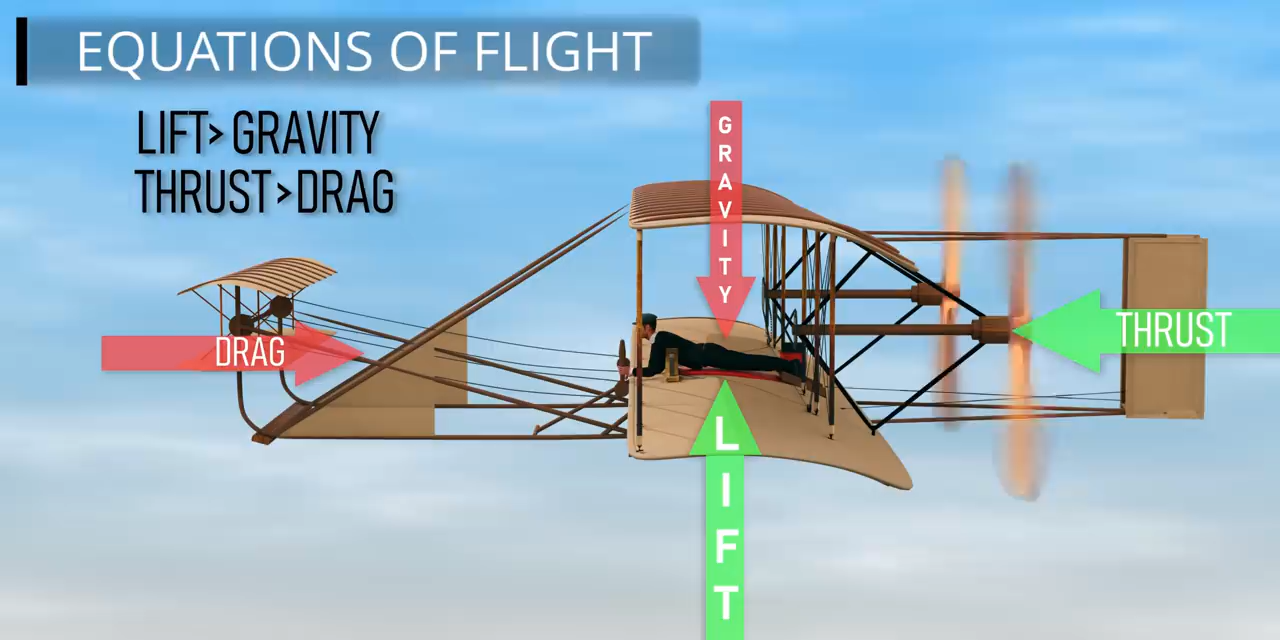 EQUATIONS OF FLIGHT
LIFT> GRAVITY
THRUST >DRAG
GRAVITY
DRAG
THRUST
LIFT